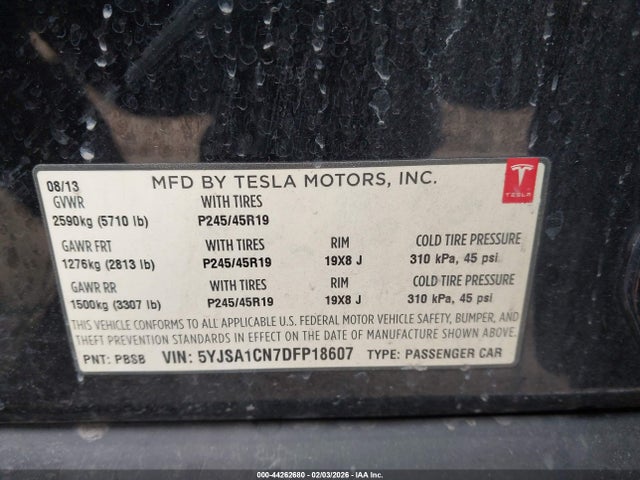 08/13 MFD BY TESLA MOTORS, INC.
TESLA
GVWR WITH TIRES
2590kg (5710 lb) P245/45R19
GAWR FRT WITH TIRES RIM COLD TIRE PRESSURE
1276kg (2813 lb) P245/45R19 19X8 J 310 kPa, 45 psi
GAWR RR WITH TIRES RIM COLD TIRE PRESSURE
1500kg (3307 lb) P245/45R19 19X8 J 310 kPa, 45 psi
THIS VEHICLE CONFORMS TO ALL APPLICABLE U.S. FEDERAL MOTOR VEHICLE SAFETY, BUMPER, AND
THEFT PREVENTION STANDARDS IN EFFECT ON THE DATE OF MANUFACTURE SHOWN ABOVE.
PNT: PBSB VIN: 5YJSA1CN7DFP18607 TYPE: PASSENGER CAR
000-44262680 - 02/03/2026 - IAA Inc.